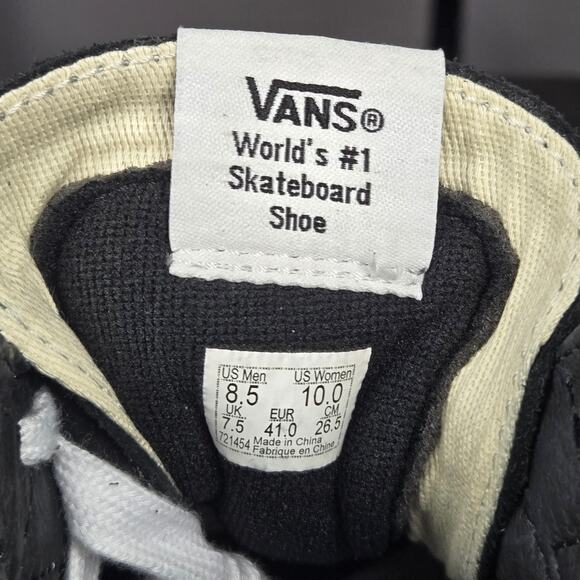 VANS®
World's #1
Skateboard
Shoe
US Men US Women
8.5 10.0
UK EUR CM
7.5 41.0 26.5
721454 Made in China
Fabrique en Chine